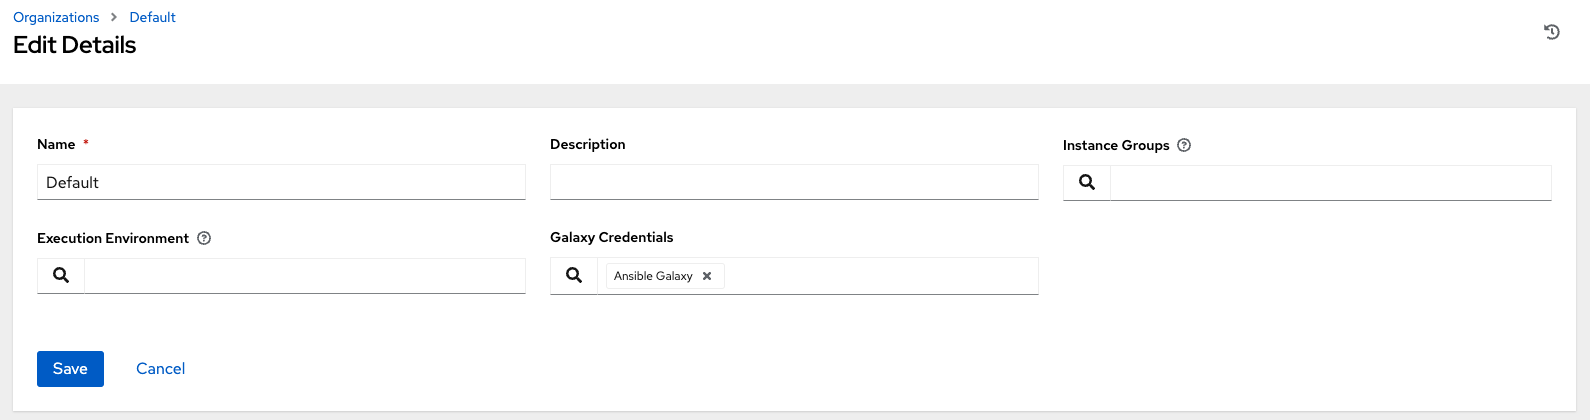 Organizations > Default
Edit Details
Name *
Description
Instance Groups
Default
Execution Environment
Galaxy Credentials
Ansible Galaxy
Save
Cancel